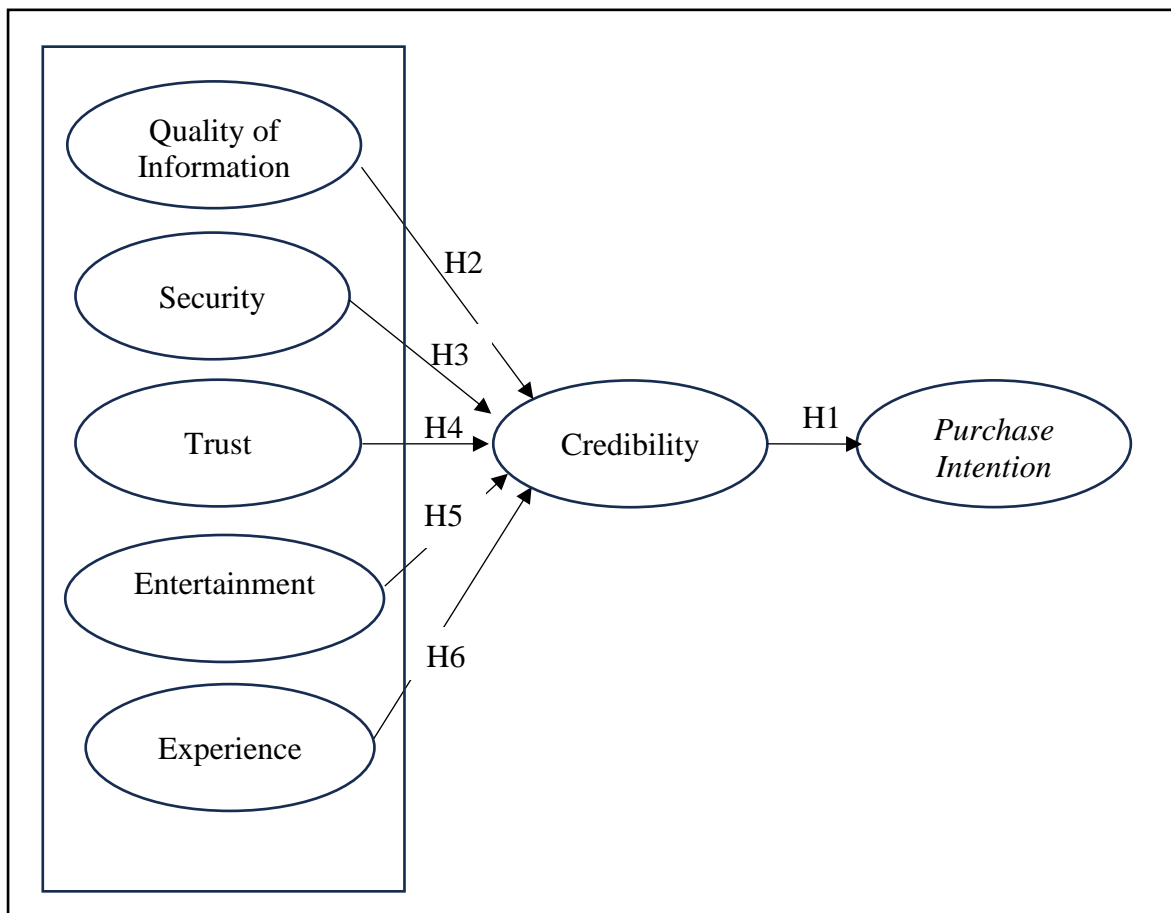 Quality of
Information
H2
Security
H3
Trust
H4
Credibility
H1
Purchase
Intention
H5
Entertainment
H6
Experience